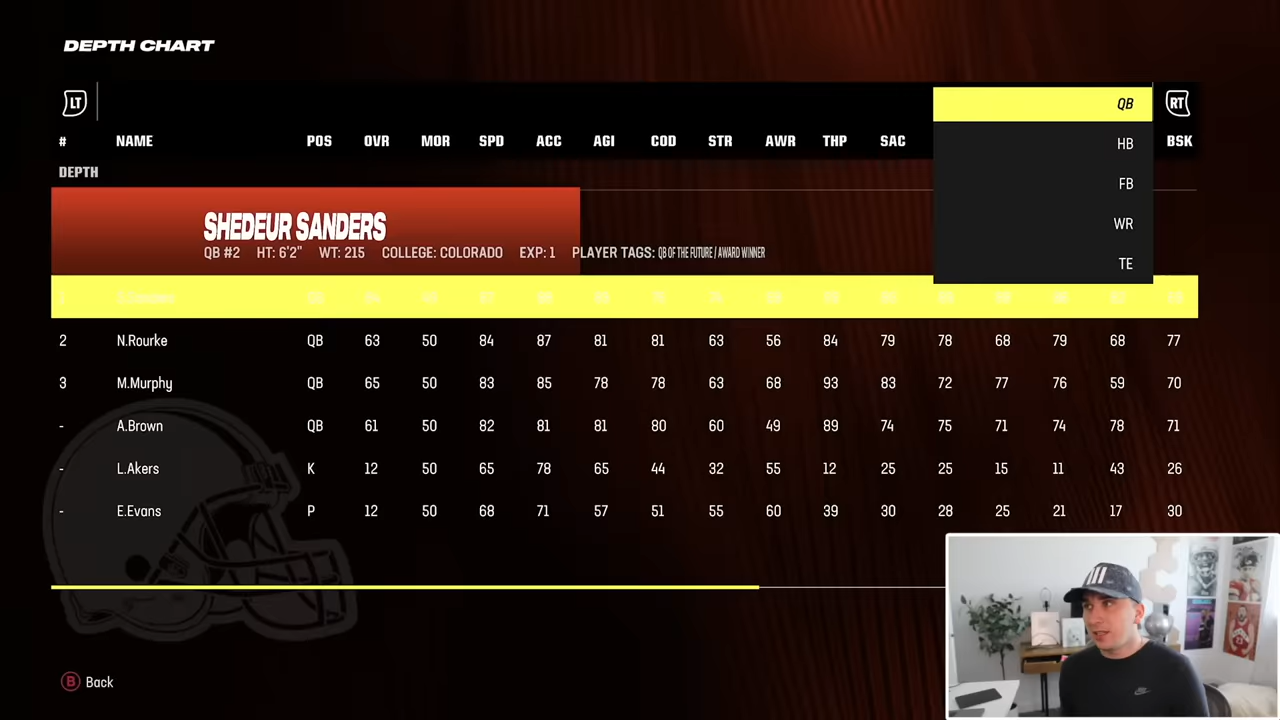 DEPTH CHART
LT QB RT
# NAME POS OVR MOR SPD ACC AGI COD STR AWR THP SAC BSK
HB
DEPTH
FB
SHEDEUR SANDERS
WR
QB #2 HT: 6'2" WT: 215 COLLEGE: COLORADO EXP: 1 PLAYER TAGS: QB OF THE FUTURE / AWARD WINNER
TE
2 N.Rourke QB 63 50 84 87 81 81 63 56 84 79 78 68 79 68 77
3 M.Murphy QB 65 50 83 85 78 78 63 68 93 83 72 77 76 59 70
- A.Brown QB 61 50 82 81 81 80 60 49 89 74 75 71 74 78 71
- L.Akers K 12 50 65 78 65 44 32 55 12 25 25 15 11 43 26
- E.Evans P 12 50 68 71 57 51 55 60 39 30 28 25 21 17 30
B Back